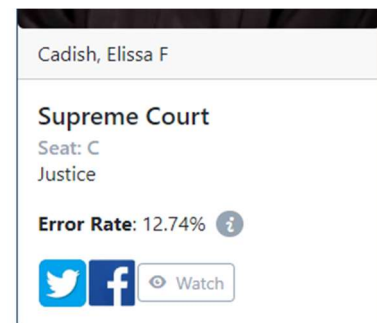 Cadish, Elissa F
Supreme Court
Seat: C
Justice
Error Rate: 12.74% i
f Watch